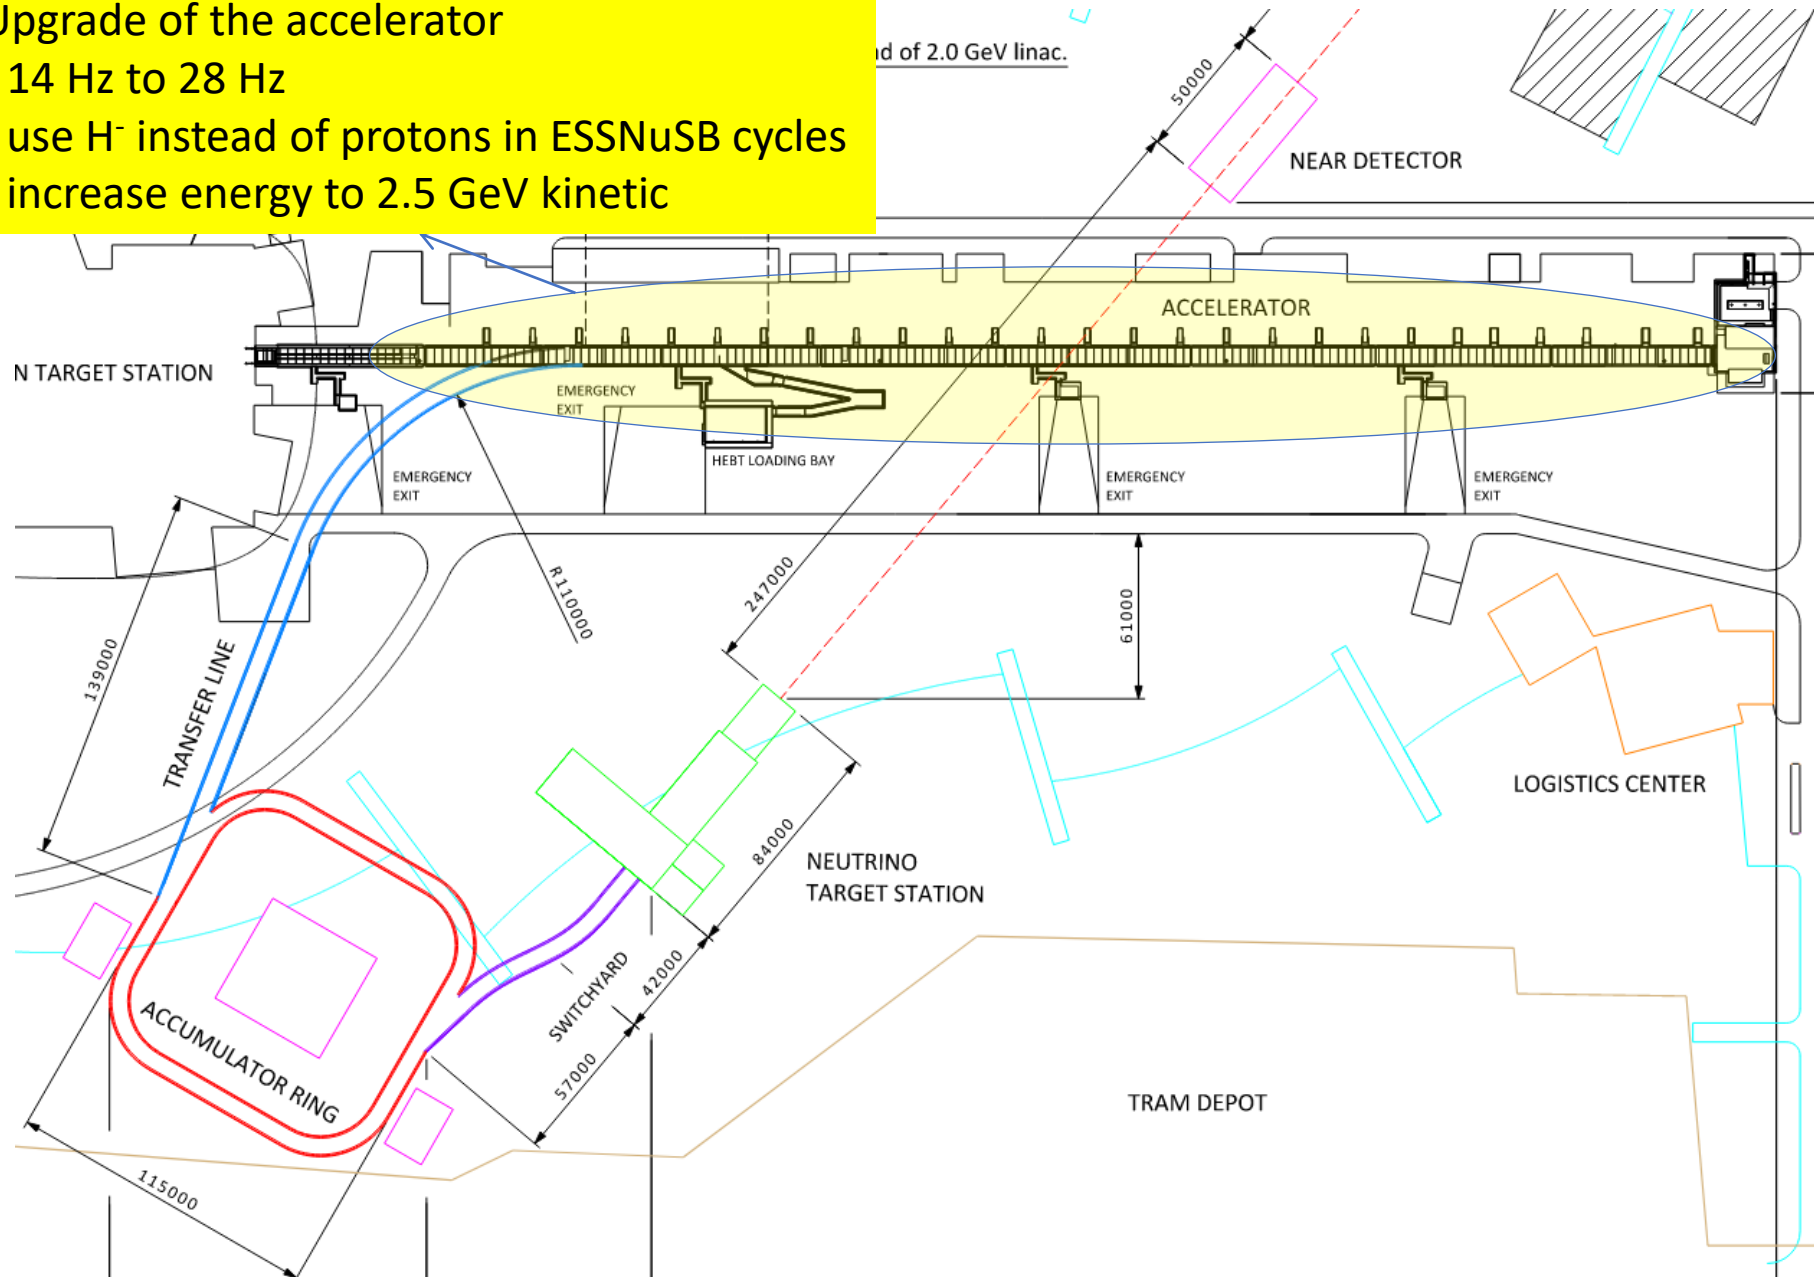 Upgrade of the accelerator
14 Hz to 28 Hz
use H- instead of protons in ESSNuSB cycles
increase energy to 2.5 GeV kinetic
of 2.0 GeV linac.
50000
NEAR DETECTOR
ACCELERATOR
N TARGET STATION
EMERGENCY
EXIT
HEBT LOADING BAY
EMERGENCY
EXIT
EMERGENCY
EXIT
EMERGENCY
EXIT
R110000
247000
61000
139000
TRANSFER LINE
LOGISTICS CENTER
84000
NEUTRINO
TARGET STATION
SWITCHYARD
42000
57000
ACCUMULATOR RING
TRAM DEPOT
115000